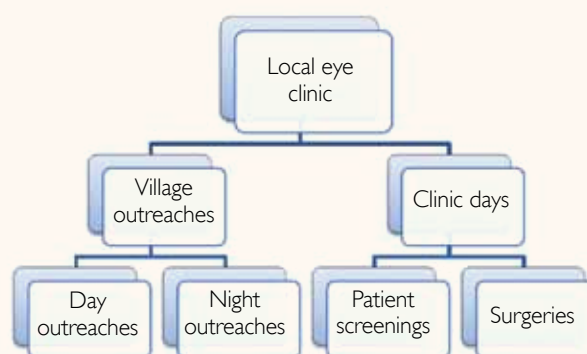 Local eye
clinic
Village
outreaches
Clinic days
Day
outreaches
Night
outreaches
Patient
screenings
Surgeries